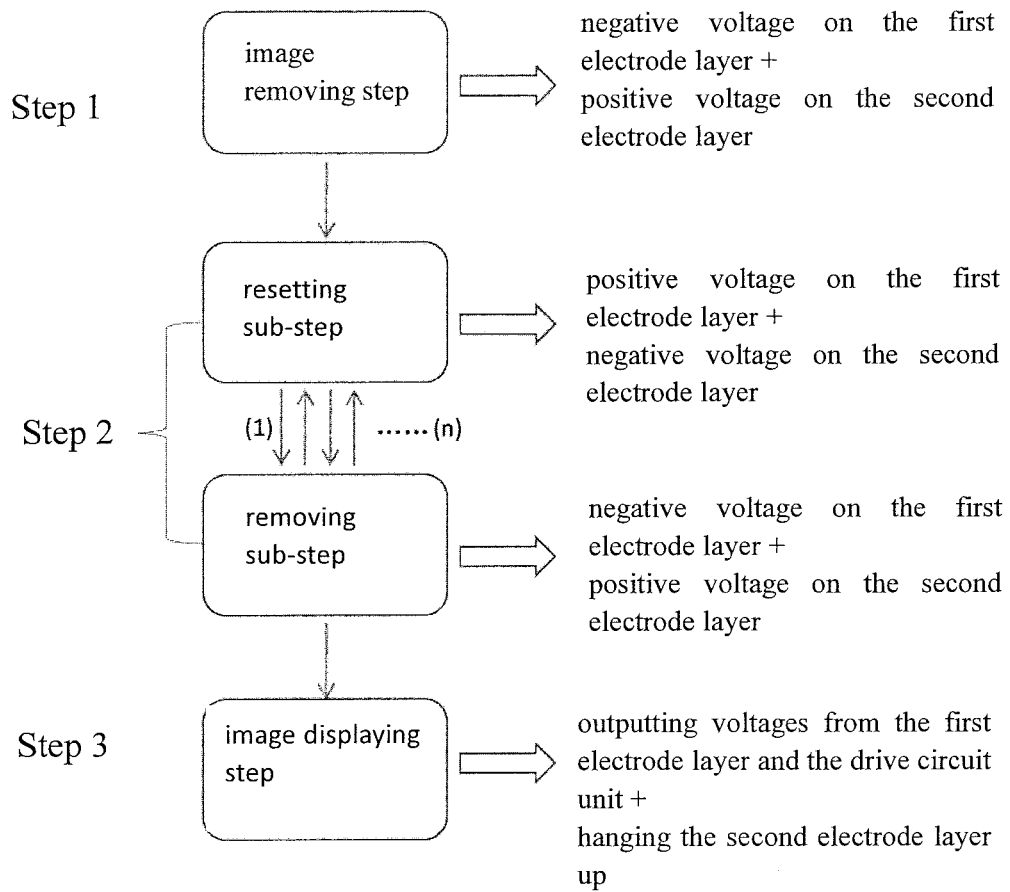 Step 1
image
removing step
negative voltage on the first
electrode layer +
positive voltage on the second
electrode layer
Step 2
resetting
sub-step
positive voltage on the first
electrode layer +
negative voltage on the second
electrode layer
(1)
......(n)
removing
sub-step
negative voltage on the first
electrode layer +
positive voltage on the second
electrode layer
Step 3
image displaying
step
outputting voltages from the first
electrode layer and the drive circuit
unit +
hanging the second electrode layer
up